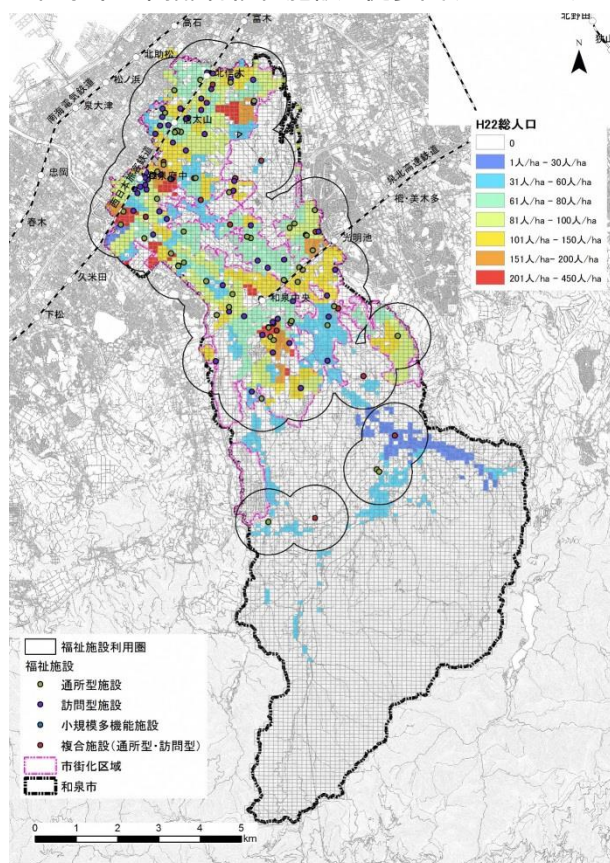 高石
富木
北野田
狭山
北助松
N
松ノ浜
北信太
南海電気鉄道
泉大津
信太山
H22総人口
0
1人/ha - 30人/ha
31人/ha - 60人/ha
61人/ha - 80人/ha
81人/ha - 100人/ha
101人/ha - 150人/ha
151人/ha- 200人/ha
201人/ha - 450人/ha
泉北高速鉄道
忠岡
和泉府中
栂・美木多
春木
光明池
久米田
和泉中央
下松
福祉施設利用圏
福祉施設
通所型施設
訪問型施設
小規模多機能施設
複合施設(通所型・訪問型)
市街化区域
和泉市
0 1 2 3 4 5
km